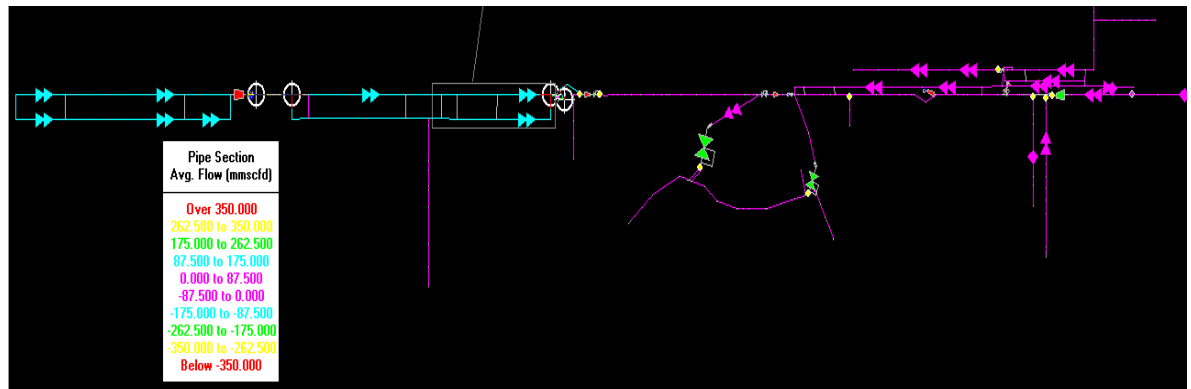 Pipe Section
Avg. Flow (mmscfd)
Over 350.000
262.500 to 350.000
175.000 to 262.500
87.500 to 175.000
0.000 to 87.500
-87.500 to 0.000
-175.000 to -87.500
-262.500 to -175.000
-350.000 to -262.500
Below -350.000